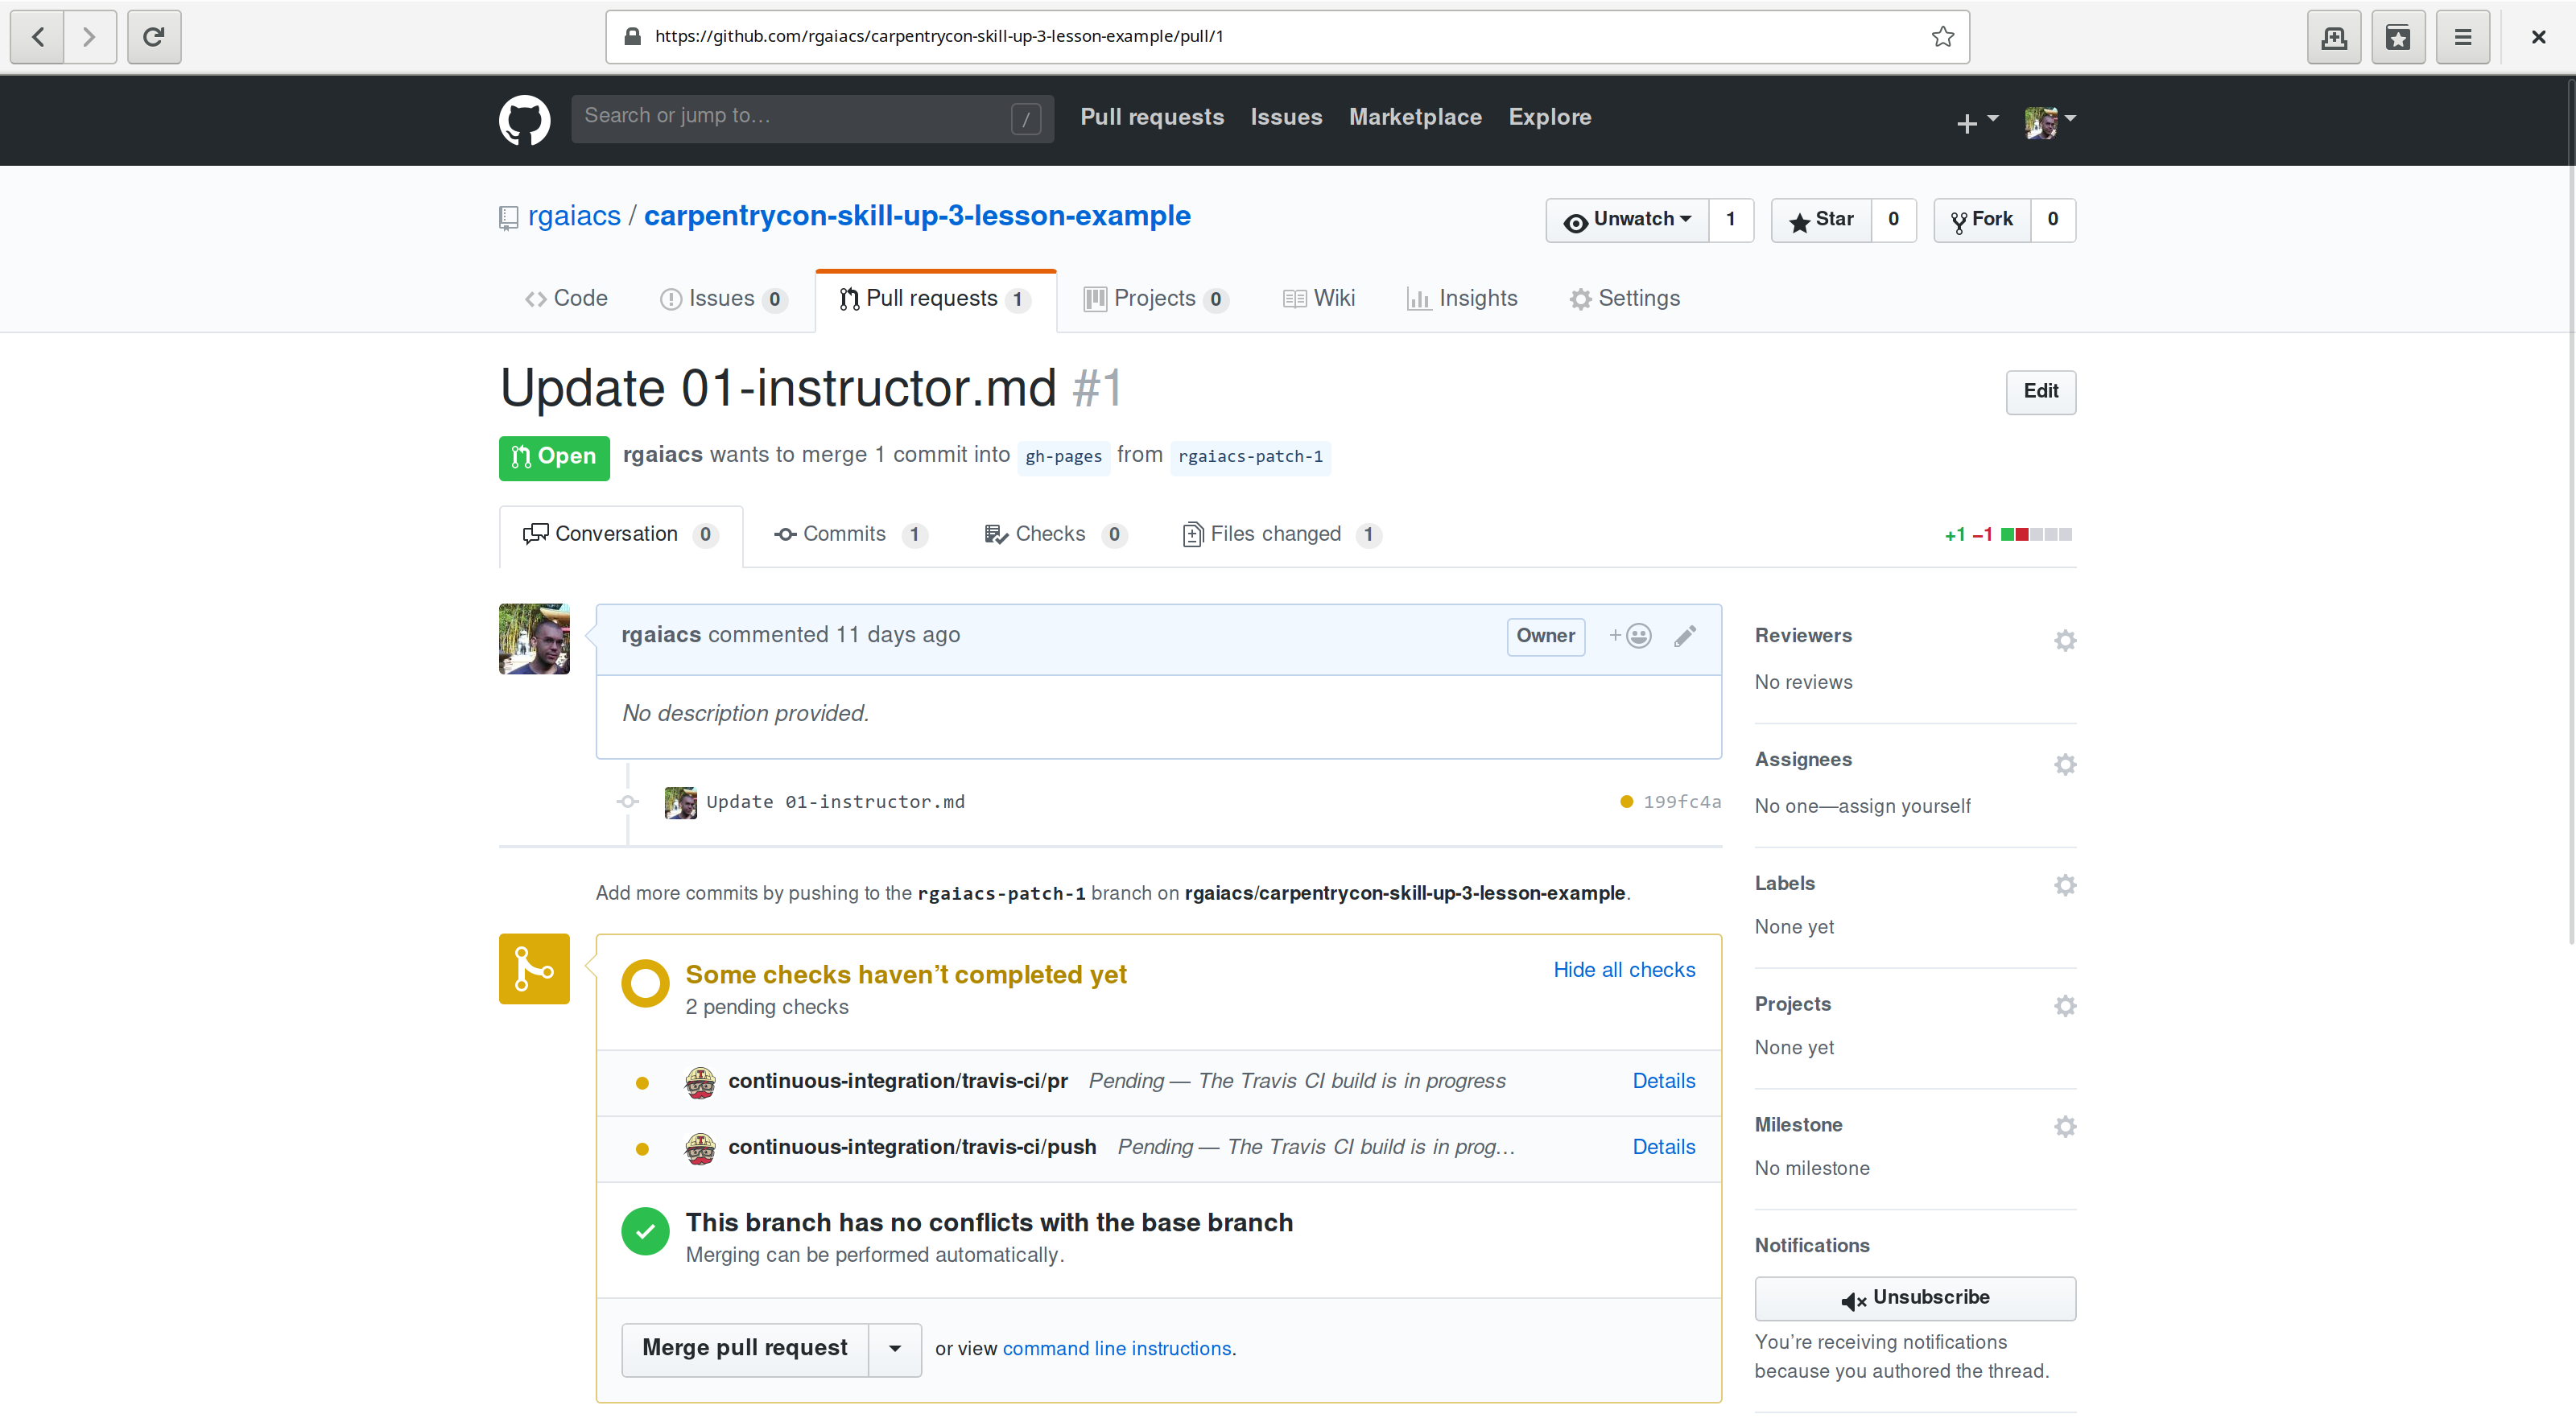 https://github.com/rgaiacs/carpentrycon-skill-up-3-lesson-example/pull/1
Search or jump to… /
Pull requests Issues Marketplace Explore
rgaiacs / carpentrycon-skill-up-3-lesson-example
Unwatch 1 Star 0 Fork 0
Code Issues 0 Pull requests 1 Projects 0 Wiki Insights Settings
Update 01-instructor.md #1
Edit
Open rgaiacs wants to merge 1 commit into gh-pages from rgaiacs-patch-1
Conversation 0 Commits 1 Checks 0 Files changed 1 +1 −1
rgaiacs commented 11 days ago Owner
No description provided.
Update 01-instructor.md 199fc4a
Add more commits by pushing to the rgaiacs-patch-1 branch on rgaiacs/carpentrycon-skill-up-3-lesson-example.
Some checks haven’t completed yet Hide all checks
2 pending checks
continuous-integration/travis-ci/pr Pending — The Travis CI build is in progress Details
continuous-integration/travis-ci/push Pending — The Travis CI build is in prog… Details
This branch has no conflicts with the base branch
Merging can be performed automatically.
Merge pull request or view command line instructions.
Reviewers
No reviews
Assignees
No one—assign yourself
Labels
None yet
Projects
None yet
Milestone
No milestone
Notifications
Unsubscribe
You’re receiving notifications
because you authored the thread.